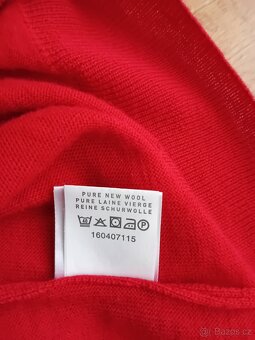 PURE NEW WOOL
PURE LAINE VIERGE
REINE SCHURWOLLE
P
160407115
Bazos.cz